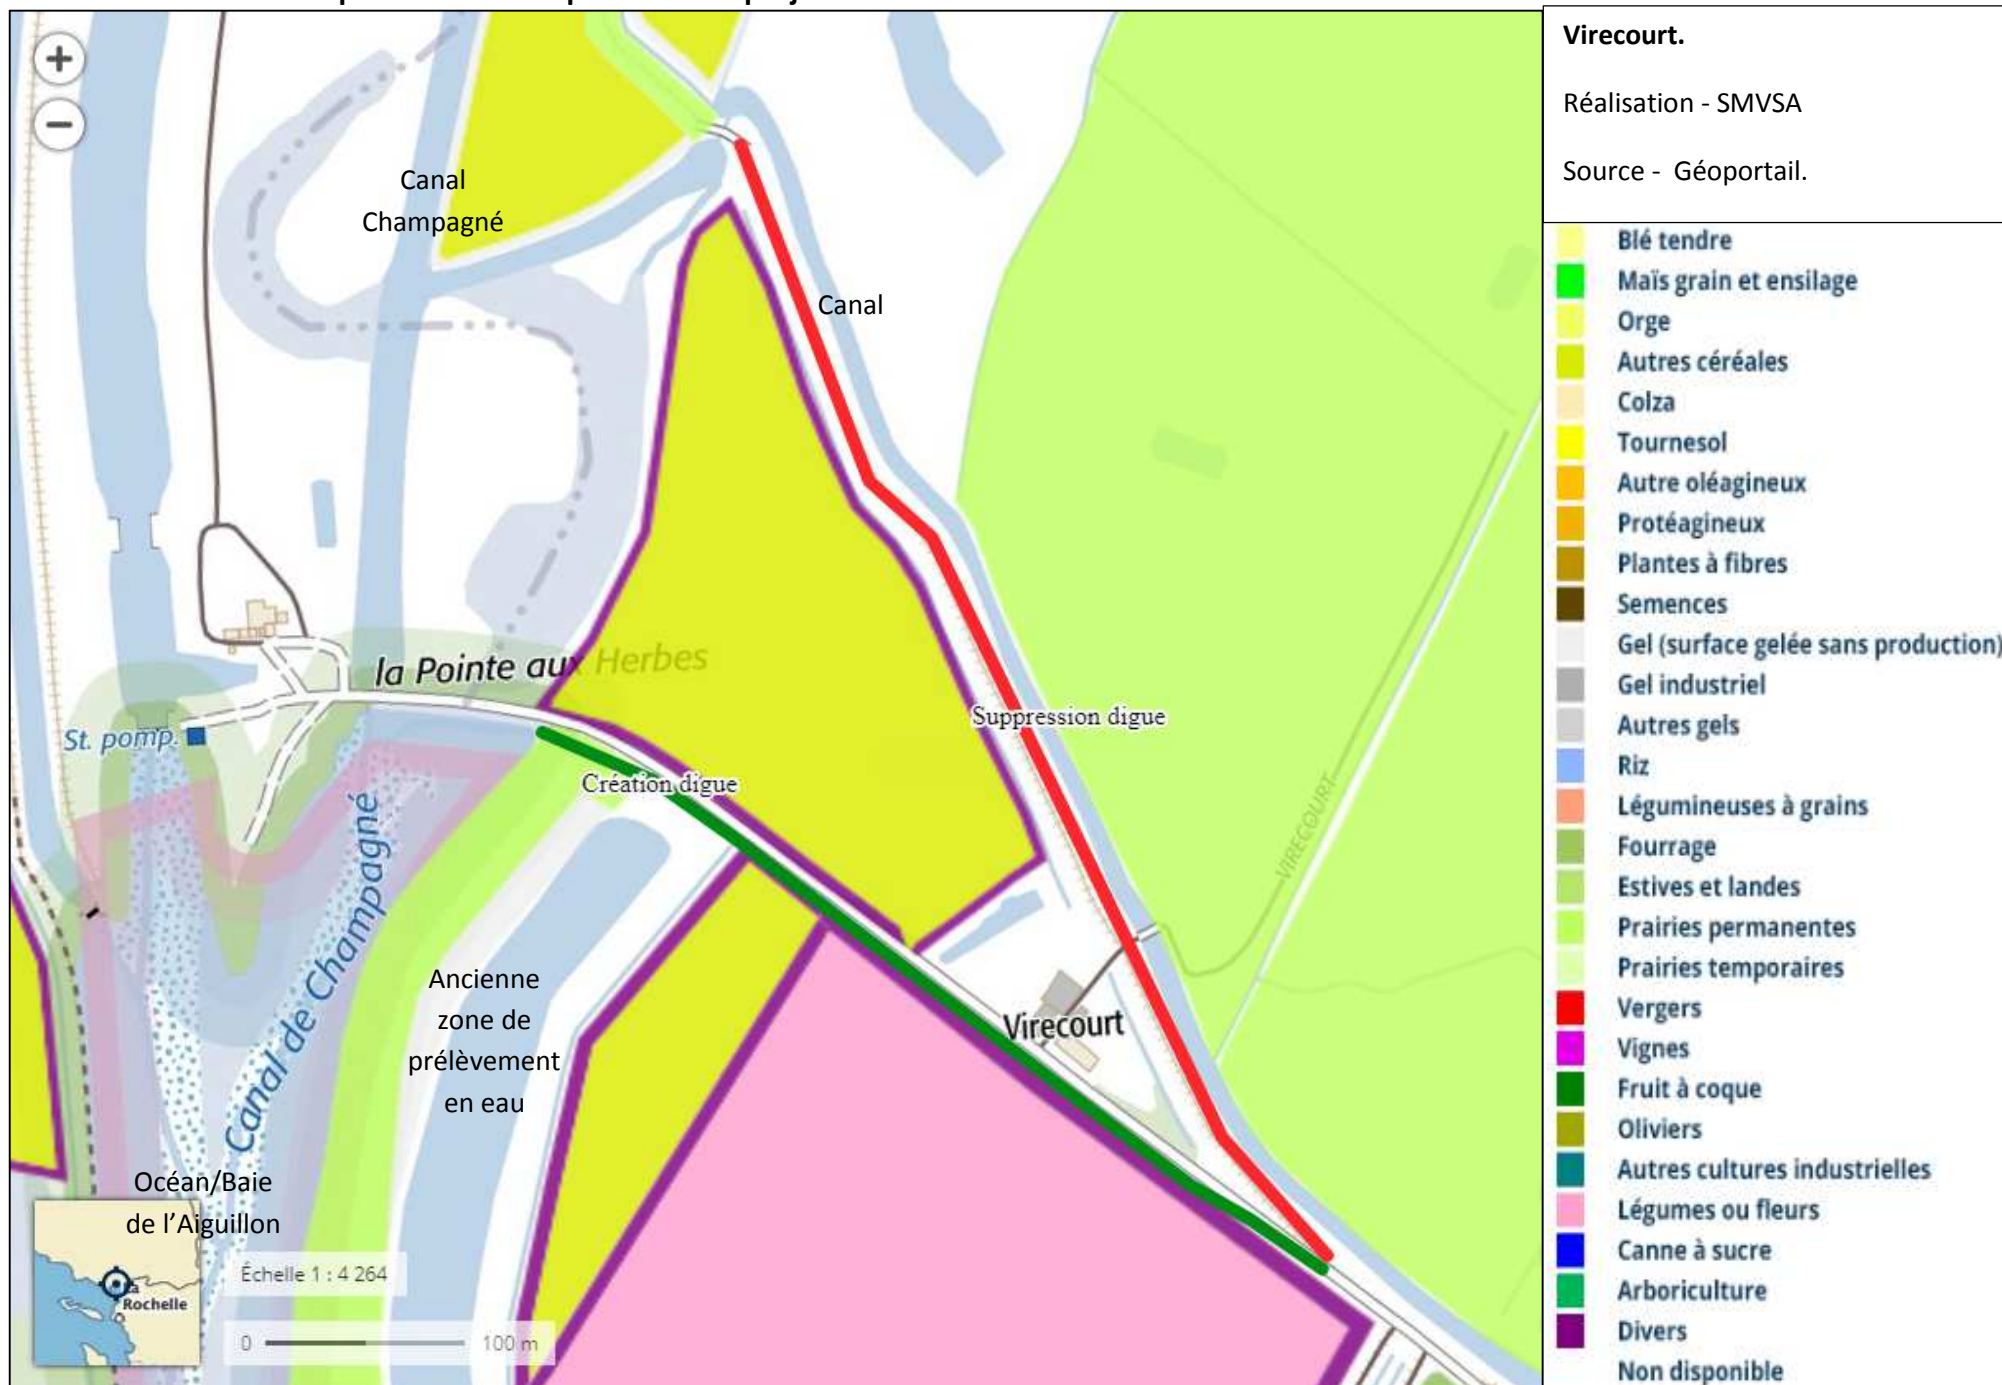 +
−
Canal
Champagné
Canal
la Pointe aux Herbes
St. pomp.
Suppression digue
Création digue
Canal de Champagné
VIRECOURT
Ancienne
zone de
prélèvement
en eau
Virecourt
Océan/Baie
de l’Aiguillon
Rochelle
Échelle 1 : 4 264
0 100 m
Virecourt.
Réalisation - SMVSA
Source - Géoportail.
Blé tendre
Maïs grain et ensilage
Orge
Autres céréales
Colza
Tournesol
Autre oléagineux
Protéagineux
Plantes à fibres
Semences
Gel (surface gelée sans production)
Gel industriel
Autres gels
Riz
Légumineuses à grains
Fourrage
Estives et landes
Prairies permanentes
Prairies temporaires
Vergers
Vignes
Fruit à coque
Oliviers
Autres cultures industrielles
Légumes ou fleurs
Canne à sucre
Arboriculture
Divers
Non disponible